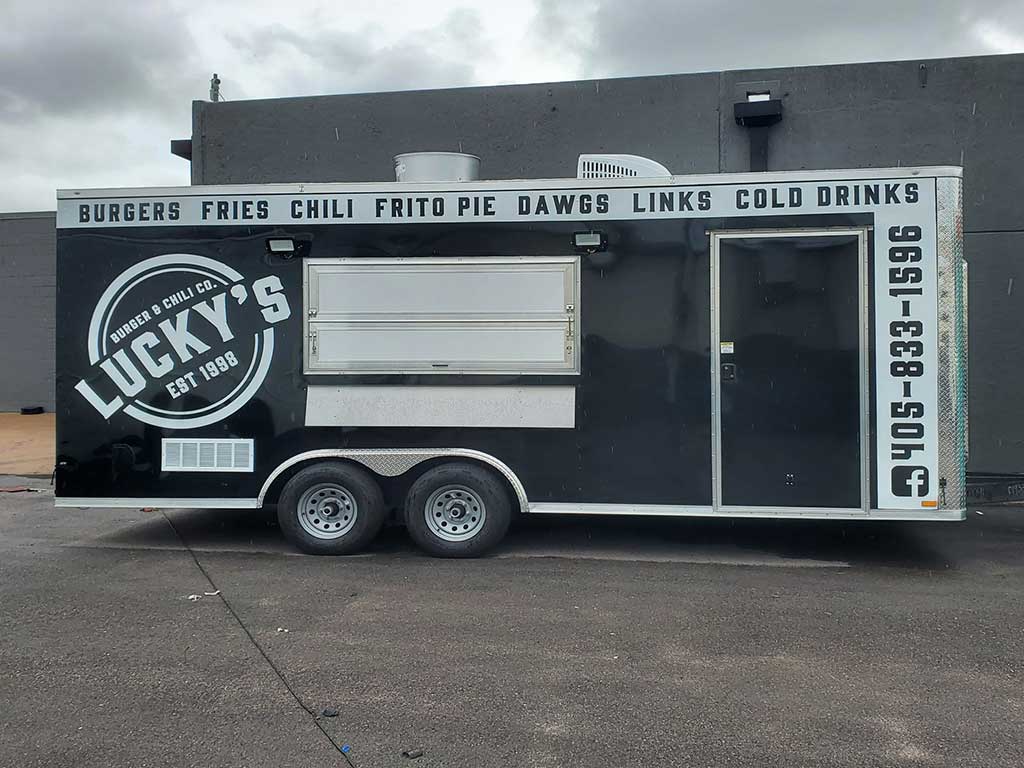 BURGERS FRIES CHILI FRITO PIE DAWGS LINKS COLD DRINKS
BURGER & CHILI CO.
LUCKY'S
EST 1998
405-833-1596